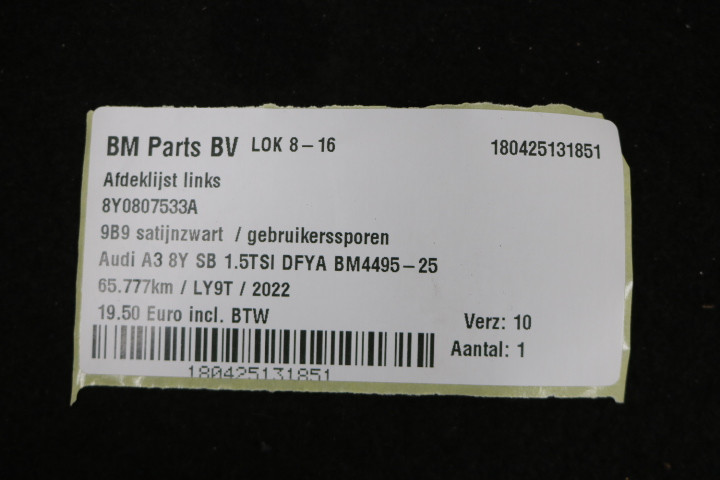 BM Parts BV LOK 8-16 180425131851
Afdeklijst links
8Y0807533A
9B9 satijnzwart / gebruikerssporen
Audi A3 8Y SB 1.5TSI DFYA BM4495-25
65.777km / LY9T / 2022
19.50 Euro incl. BTW
Verz: 10
Aantal: 1
180425131851